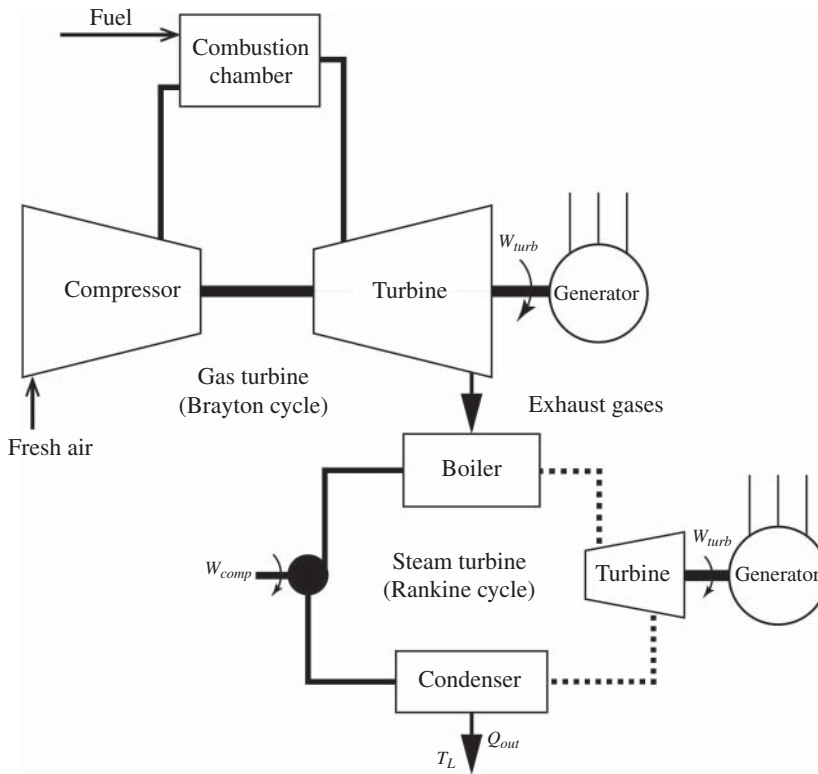 Fuel
Combustion
chamber
W_turb
Compressor
Turbine
Generator
Gas turbine
(Brayton cycle)
Exhaust gases
Fresh air
Boiler
W_turb
W_comp
Steam turbine
(Rankine cycle)
Turbine
Generator
Condenser
Q_out
T_L